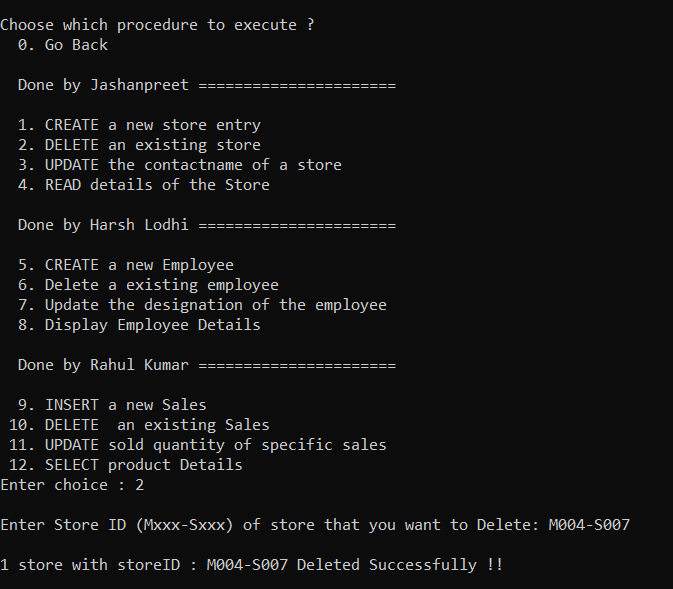 Choose which procedure to execute ?
0. Go Back
Done by Jashanpreet ======================
1. CREATE a new store entry
2. DELETE an existing store
3. UPDATE the contactname of a store
4. READ details of the Store
Done by Harsh Lodhi ======================
5. CREATE a new Employee
6. Delete a existing employee
7. Update the designation of the employee
8. Display Employee Details
Done by Rahul Kumar ======================
9. INSERT a new Sales
10. DELETE  an existing Sales
11. UPDATE sold quantity of specific sales
12. SELECT product Details
Enter choice : 2
Enter Store ID (Mxxx-Sxxx) of store that you want to Delete: M004-S007
1 store with storeID : M004-S007 Deleted Successfully !!